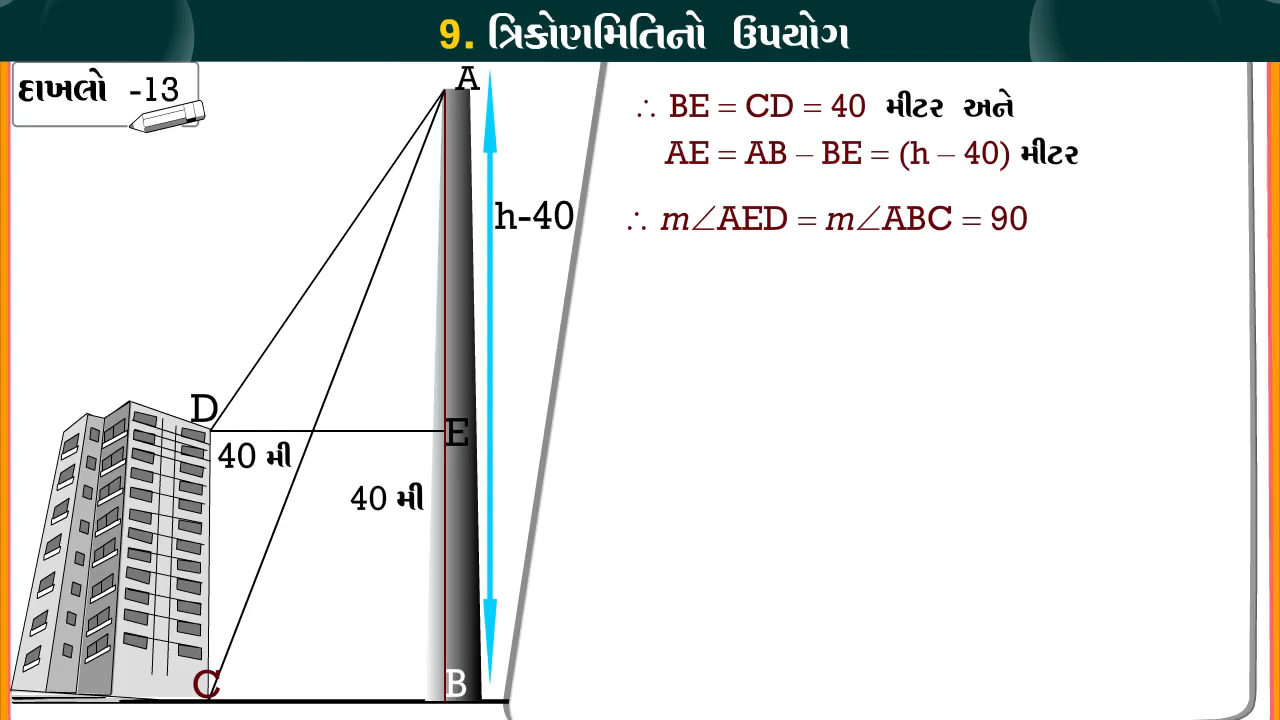 9. ત્રિકોણમિતિનો ઉપયોગ
દાખલો -13
A
h-40
D
E
40 મી
40 મી
C
B
∴ BE = CD = 40 મીટર અને
AE = AB – BE = (h – 40) મીટર
∴ m∠AED = m∠ABC = 90